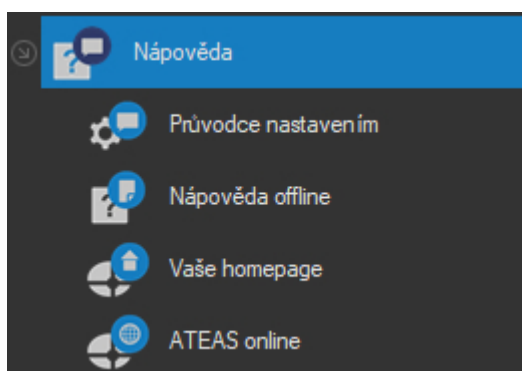 Nápověda
Průvodce nastavením
Nápověda offline
Vaše homepage
ATEAS online